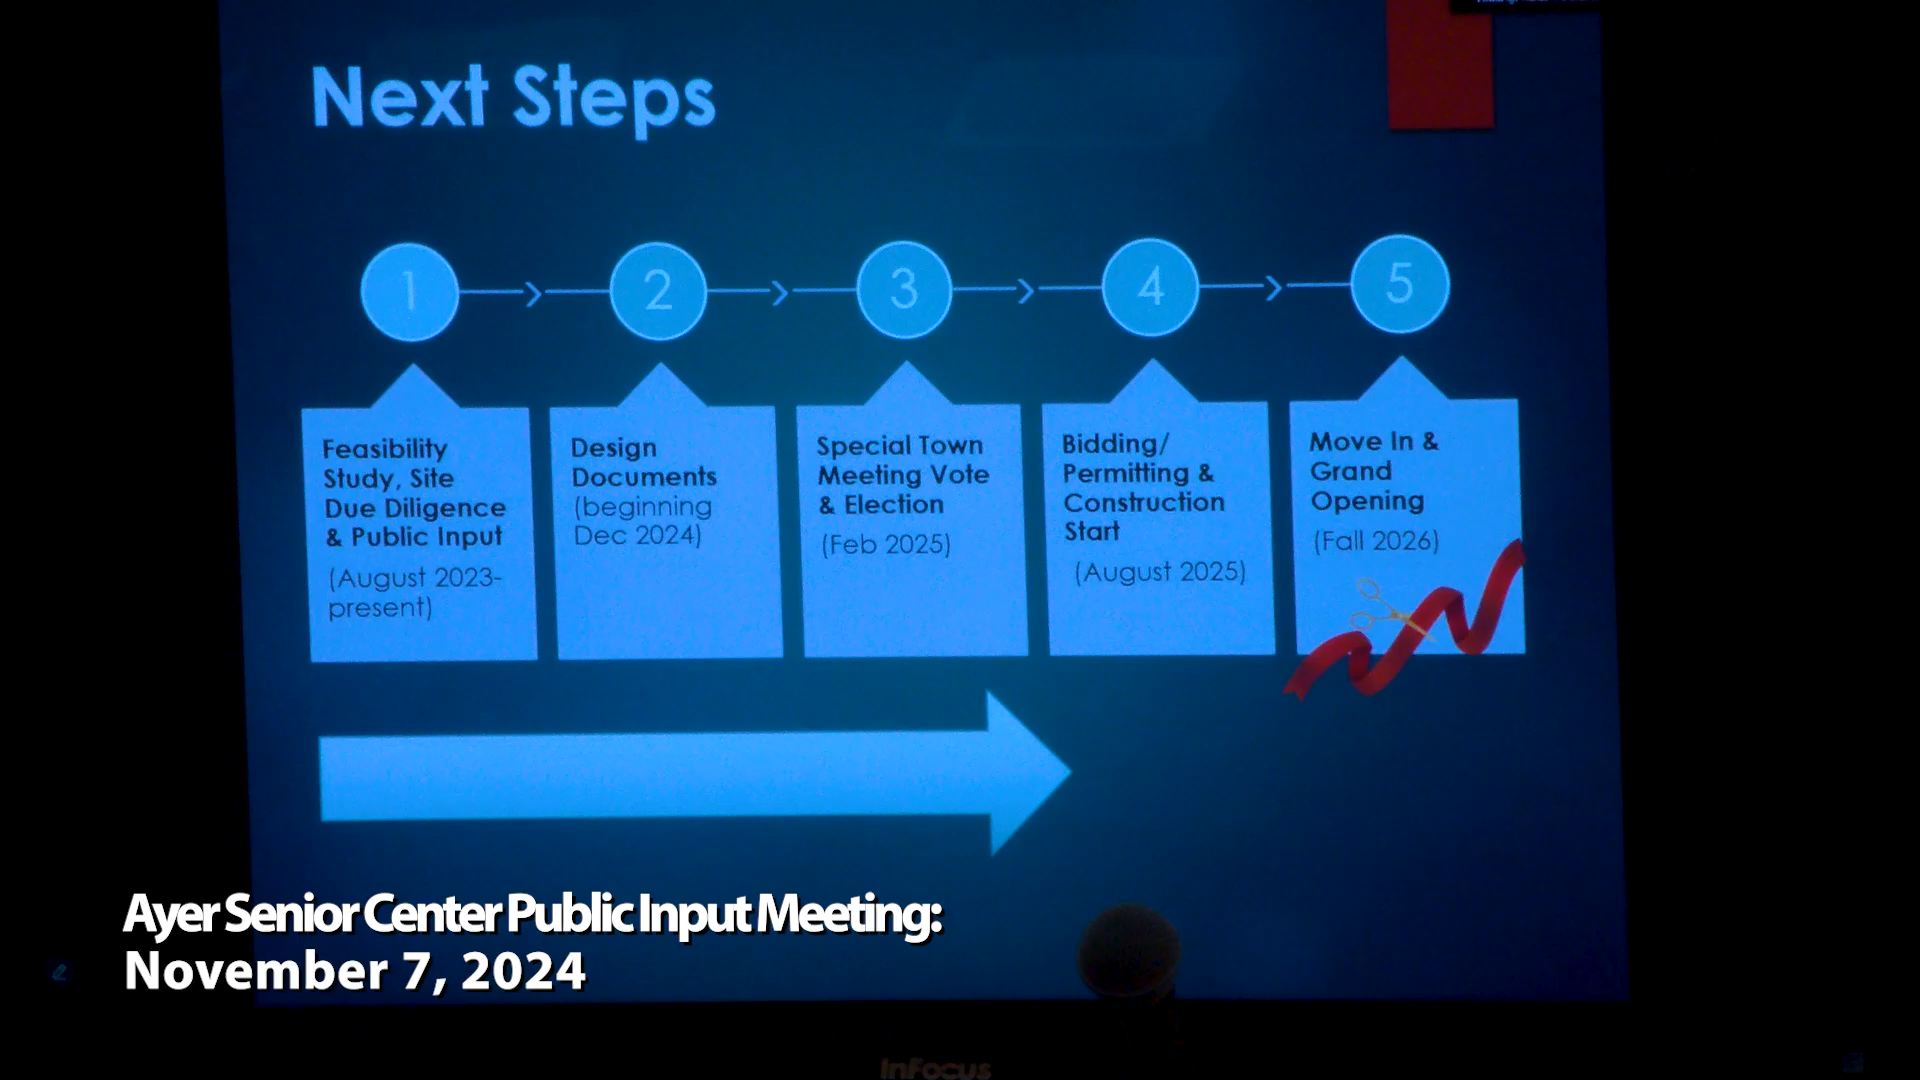 Next Steps
1
2
3
4
5
Feasibility
Study, Site
Due Diligence
& Public Input
(August 2023-
present)
Design
Documents
(beginning
Dec 2024)
Special Town
Meeting Vote
& Election
(Feb 2025)
Bidding/
Permitting &
Construction
Start
(August 2025)
Move In &
Grand
Opening
(Fall 2026)
Ayer Senior Center Public Input Meeting:
November 7, 2024
InFocus